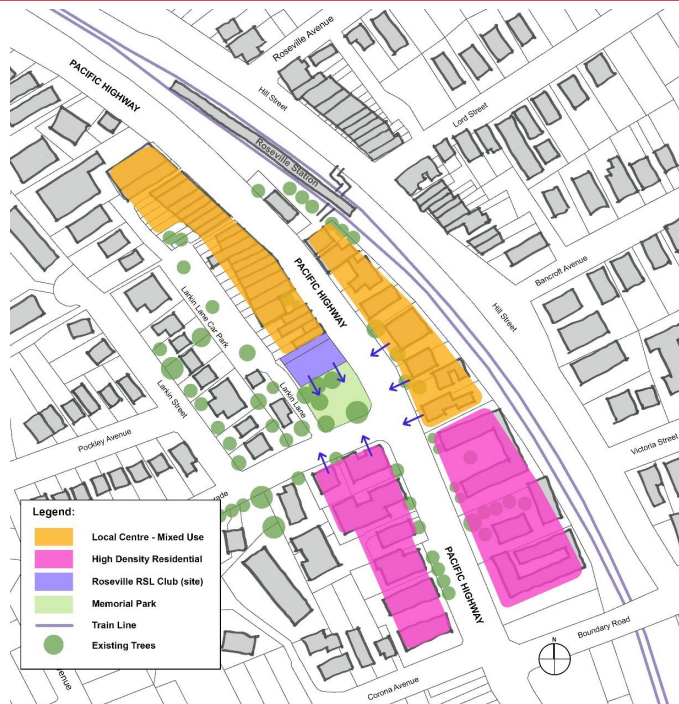 Roseville Avenue
PACIFIC HIGHWAY
Hill Street
Lord Street
Roseville Station
Bancroft Avenue
PACIFIC HIGHWAY
Hill Street
Larkin Lane Car Park
Larkin Lane
Larkin Street
Pockley Avenue
Victoria Street
Legend:
Local Centre - Mixed Use
High Density Residential
Roseville RSL Club (site)
Memorial Park
Train Line
Existing Trees
PACIFIC HIGHWAY
N
Boundary Road
Corona Avenue